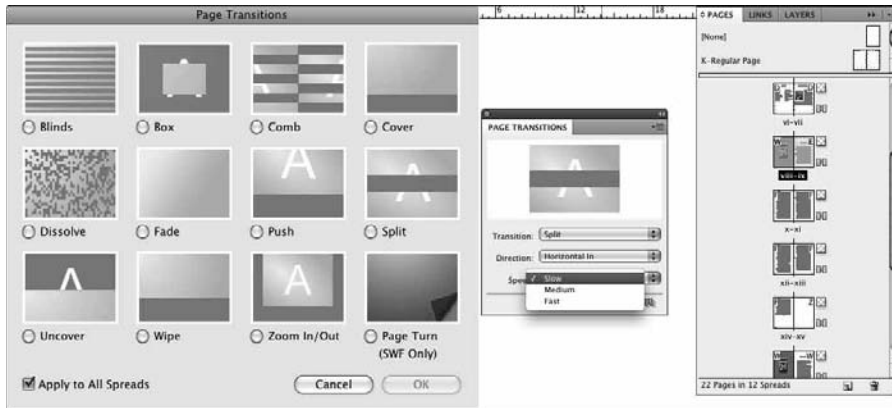 Page Transitions
Blinds
Box
Comb
Cover
Dissolve
Fade
Push
Split
Uncover
Wipe
Zoom In/Out
Page Turn
(SWF Only)
Apply to All Spreads
Cancel
OK
6
12
18
PAGE TRANSITIONS
Transition: Split
Direction: Horizontal In
Slow
Medium
Fast
PAGES LINKS LAYERS
[None]
K-Regular Page
vi-vii
viii-ix
x-xi
xii-xiii
xiv-xv
22 Pages in 12 Spreads